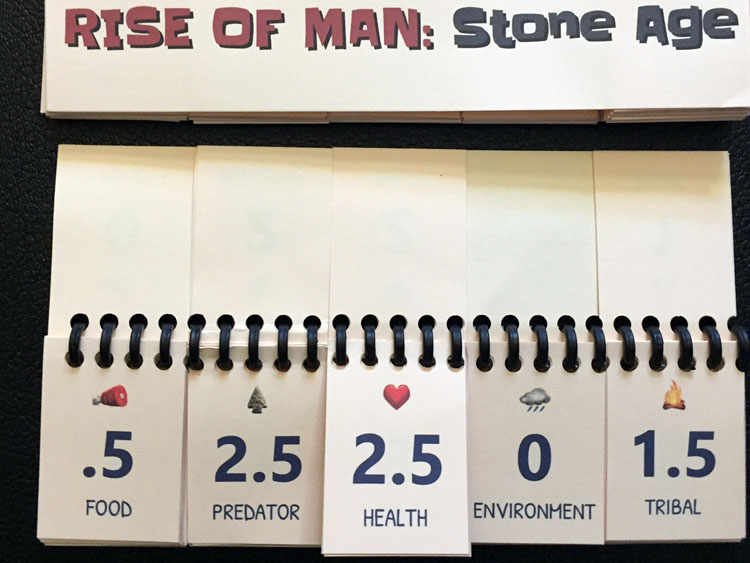 RISE OF MAN: Stone Age
.5 2.5 2.5 0 1.5
FOOD PREDATOR HEALTH ENVIRONMENT TRIBAL